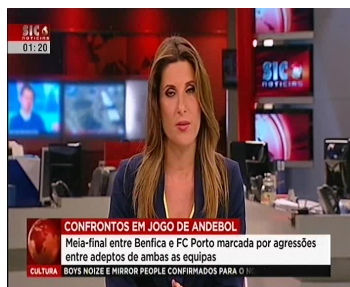 SIC
notícias
01:20
SIC
notícias
CONFRONTOS EM JOGO DE ANDEBOL
Meia-final entre Benfica e FC Porto marcada por agressões
entre adeptos de ambas as equipas
CULTURA BOYS NOIZE E MIRROR PEOPLE CONFIRMADOS PARA O